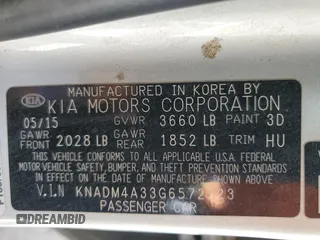 MANUFACTURED IN KOREA BY
KIA KIA MOTORS CORPORATION
05/15 GVWR 3660 LB PAINT 3D
GAWR FRONT 2028 LB GAWR REAR 1852 LB TRIM HU
THIS VEHICLE CONFORMS TO ALL APPLICABLE U.S.A. FEDERAL
MOTOR VEHICLE SAFETY, BUMPER, AND THEFT PREVENTION
STANDARDS IN EFFECT ON THE DATE OF MANUFACTURE SHOWN ABOVE.
V.I.N
PASSENGER CAR
DREAMBID